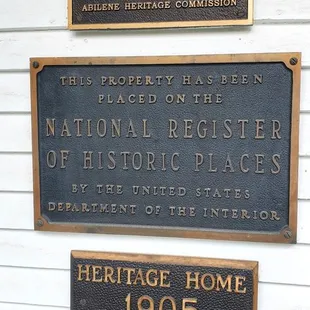 ABILENE HERITAGE COMMISSION
THIS PROPERTY HAS BEEN
PLACED ON THE
NATIONAL REGISTER
OF HISTORIC PLACES
BY THE UNITED STATES
DEPARTMENT OF THE INTERIOR
HERITAGE HOME
1905